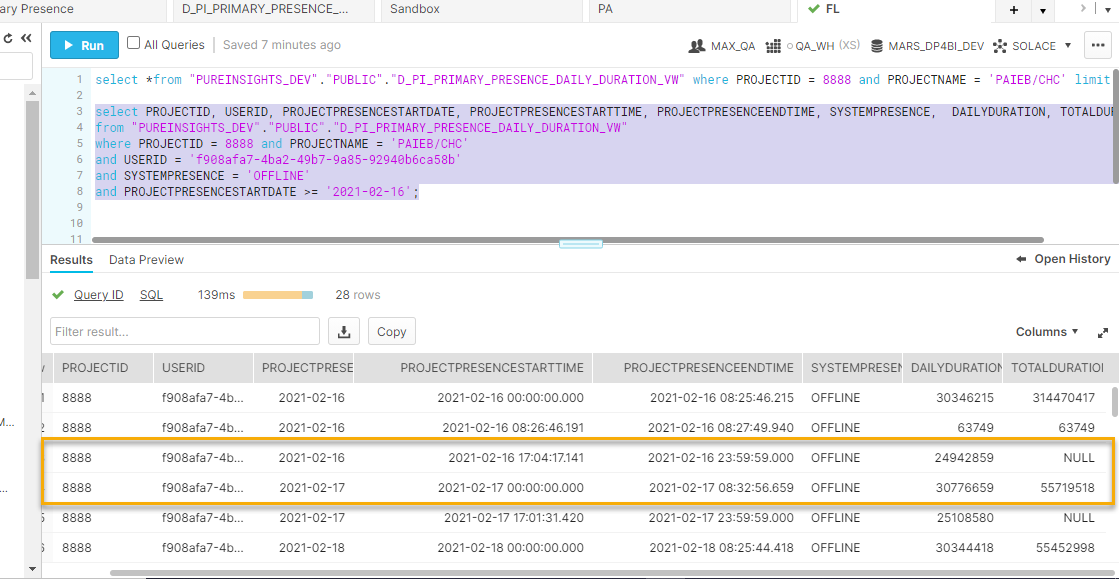 ary Presence
D_PI_PRIMARY_PRESENCE_...
Sandbox
PA
FL
Run
All Queries
Saved 7 minutes ago
MAX_QA
QA_WH (XS)
MARS_DP4BI_DEV
SOLACE
1 select *from "PUREINSIGHTS_DEV"."PUBLIC"."D_PI_PRIMARY_PRESENCE_DAILY_DURATION_VW" where PROJECTID = 8888 and PROJECTNAME = 'PAIEB/CHC' limit
2
3 select PROJECTID, USERID, PROJECTPRESENCESTARTDATE, PROJECTPRESENCESTARTTIME, PROJECTPRESENCEENDTIME, SYSTEMPRESENCE, DAILYDURATION, TOTALDUR
4 from "PUREINSIGHTS_DEV"."PUBLIC"."D_PI_PRIMARY_PRESENCE_DAILY_DURATION_VW"
5 where PROJECTID = 8888 and PROJECTNAME = 'PAIEB/CHC'
6 and USERID = 'f908afa7-4ba2-49b7-9a85-92940b6ca58b'
7 and SYSTEMPRESENCE = 'OFFLINE'
8 and PROJECTPRESENCESTARTDATE >= '2021-02-16';
9
10
11
Results
Data Preview
Open History
Query ID
SQL
139ms
28 rows
Filter result...
Copy
Columns
PROJECTID USERID PROJECTPRESE PROJECTPRESENCESTARTTIME PROJECTPRESENCEENDTIME SYSTEMPRESEN DAILYDURATION TOTALDURATIO
1 8888 f908afa7-4b... 2021-02-16 2021-02-16 00:00:00.000 2021-02-16 08:25:46.215 OFFLINE 30346215 314470417
2 8888 f908afa7-4b... 2021-02-16 2021-02-16 08:26:46.191 2021-02-16 08:27:49.940 OFFLINE 63749 63749
8888 f908afa7-4b... 2021-02-16 2021-02-16 17:04:17.141 2021-02-16 23:59:59.000 OFFLINE 24942859 NULL
8888 f908afa7-4b... 2021-02-17 2021-02-17 00:00:00.000 2021-02-17 08:32:56.659 OFFLINE 30776659 55719518
5 8888 f908afa7-4b... 2021-02-17 2021-02-17 17:01:31.420 2021-02-17 23:59:59.000 OFFLINE 25108580 NULL
6 8888 f908afa7-4b... 2021-02-18 2021-02-18 00:00:00.000 2021-02-18 08:25:44.418 OFFLINE 30344418 55452998
M...
...